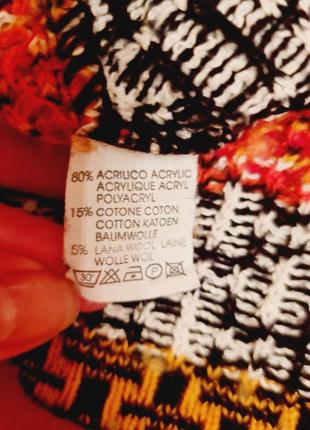 80% ACRILICO ACRYLIC
ACRYLIQUE ACRYL
POLYACRYL
15% COTONE COTON
COTTON KATOEN
BAUMWOLLE
5% LANA WOOL LAINE
WOLLE WOL
30° P